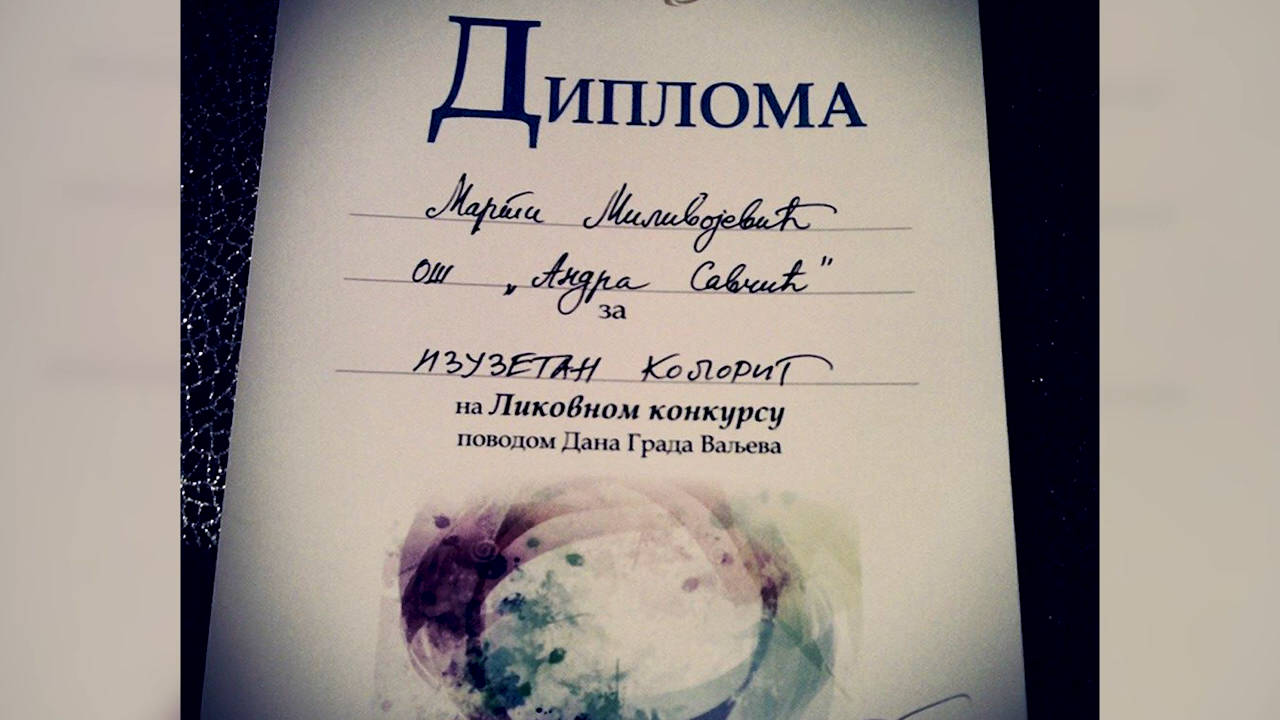 ДИПЛОМА
Марти Миливојевић
ОШ „Андра Савчић"
за
ИЗУЗЕТАН КОЛОРИТ
на Ликовном конкурсу
поводом Дана Града Ваљева